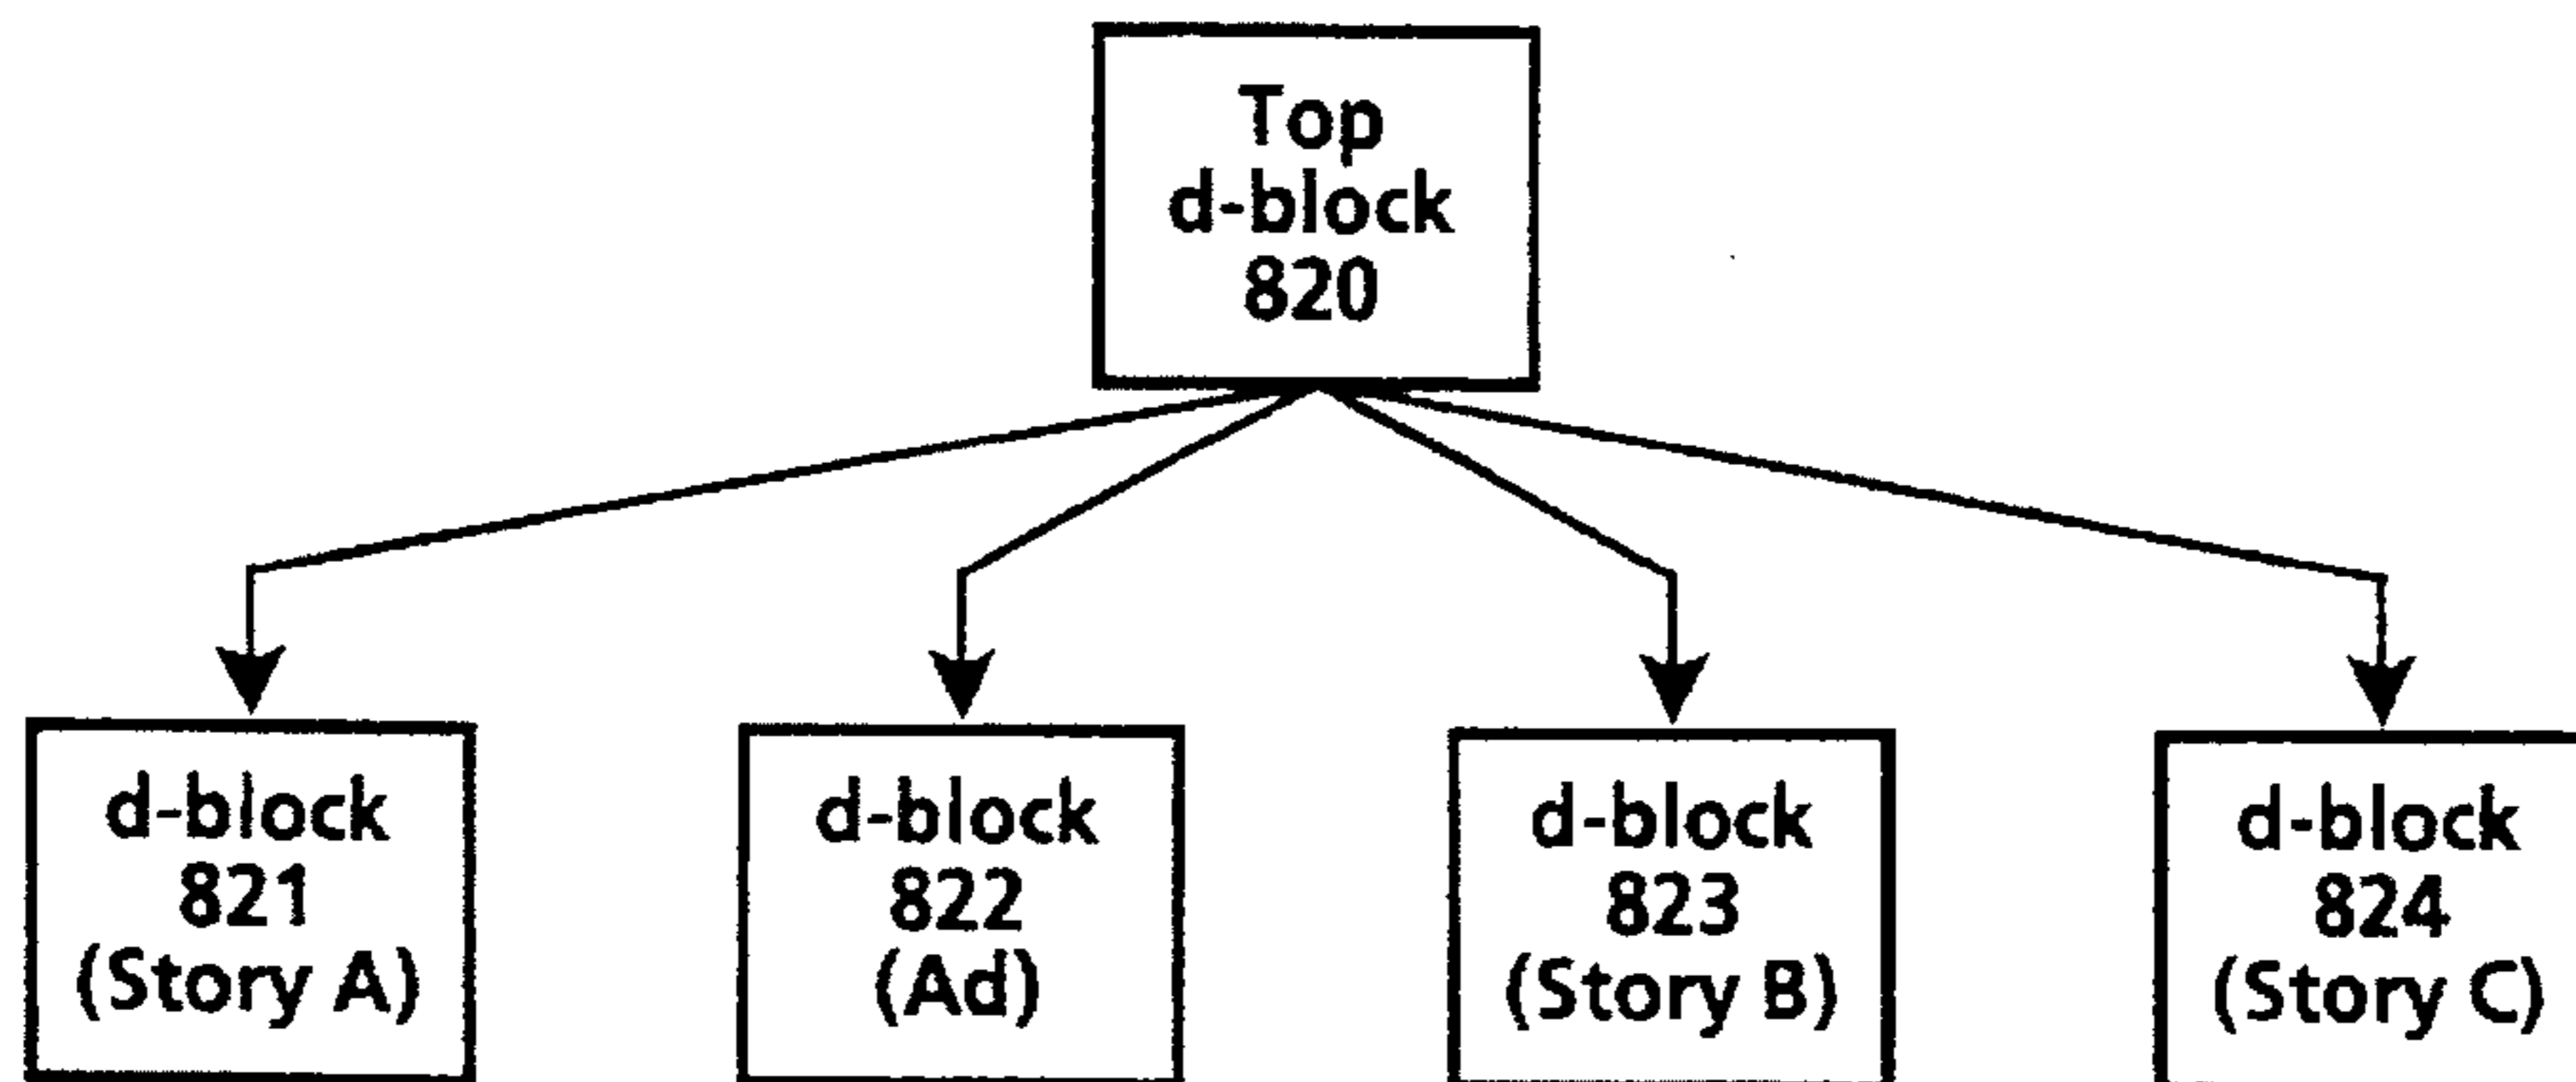 Top
d-block
820
d-block
821
(Story A)
d-block
822
(Ad)
d-block
823
(Story B)
d-block
824
(Story C)